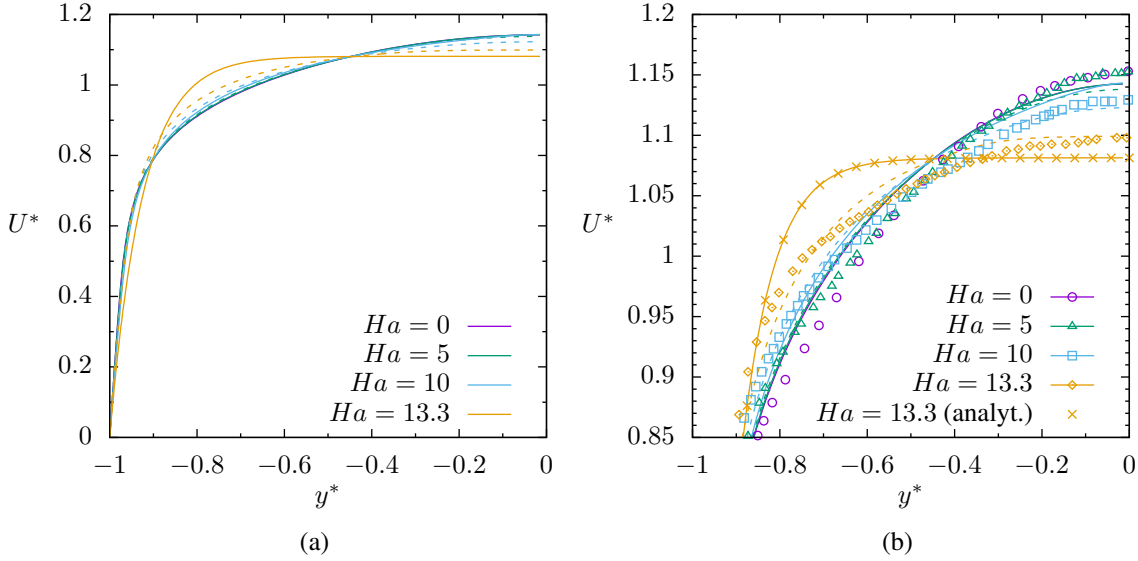 1.2
1
0.8
0.6
0.4
0.2
0
U*
−1 −0.8 −0.6 −0.4 −0.2 0
y*
Ha = 0
Ha = 5
Ha = 10
Ha = 13.3
(a)
1.2
1.15
1.1
1.05
1
0.95
0.9
0.85
U*
−1 −0.8 −0.6 −0.4 −0.2 0
y*
Ha = 0
Ha = 5
Ha = 10
Ha = 13.3
Ha = 13.3 (analyt.)
(b)